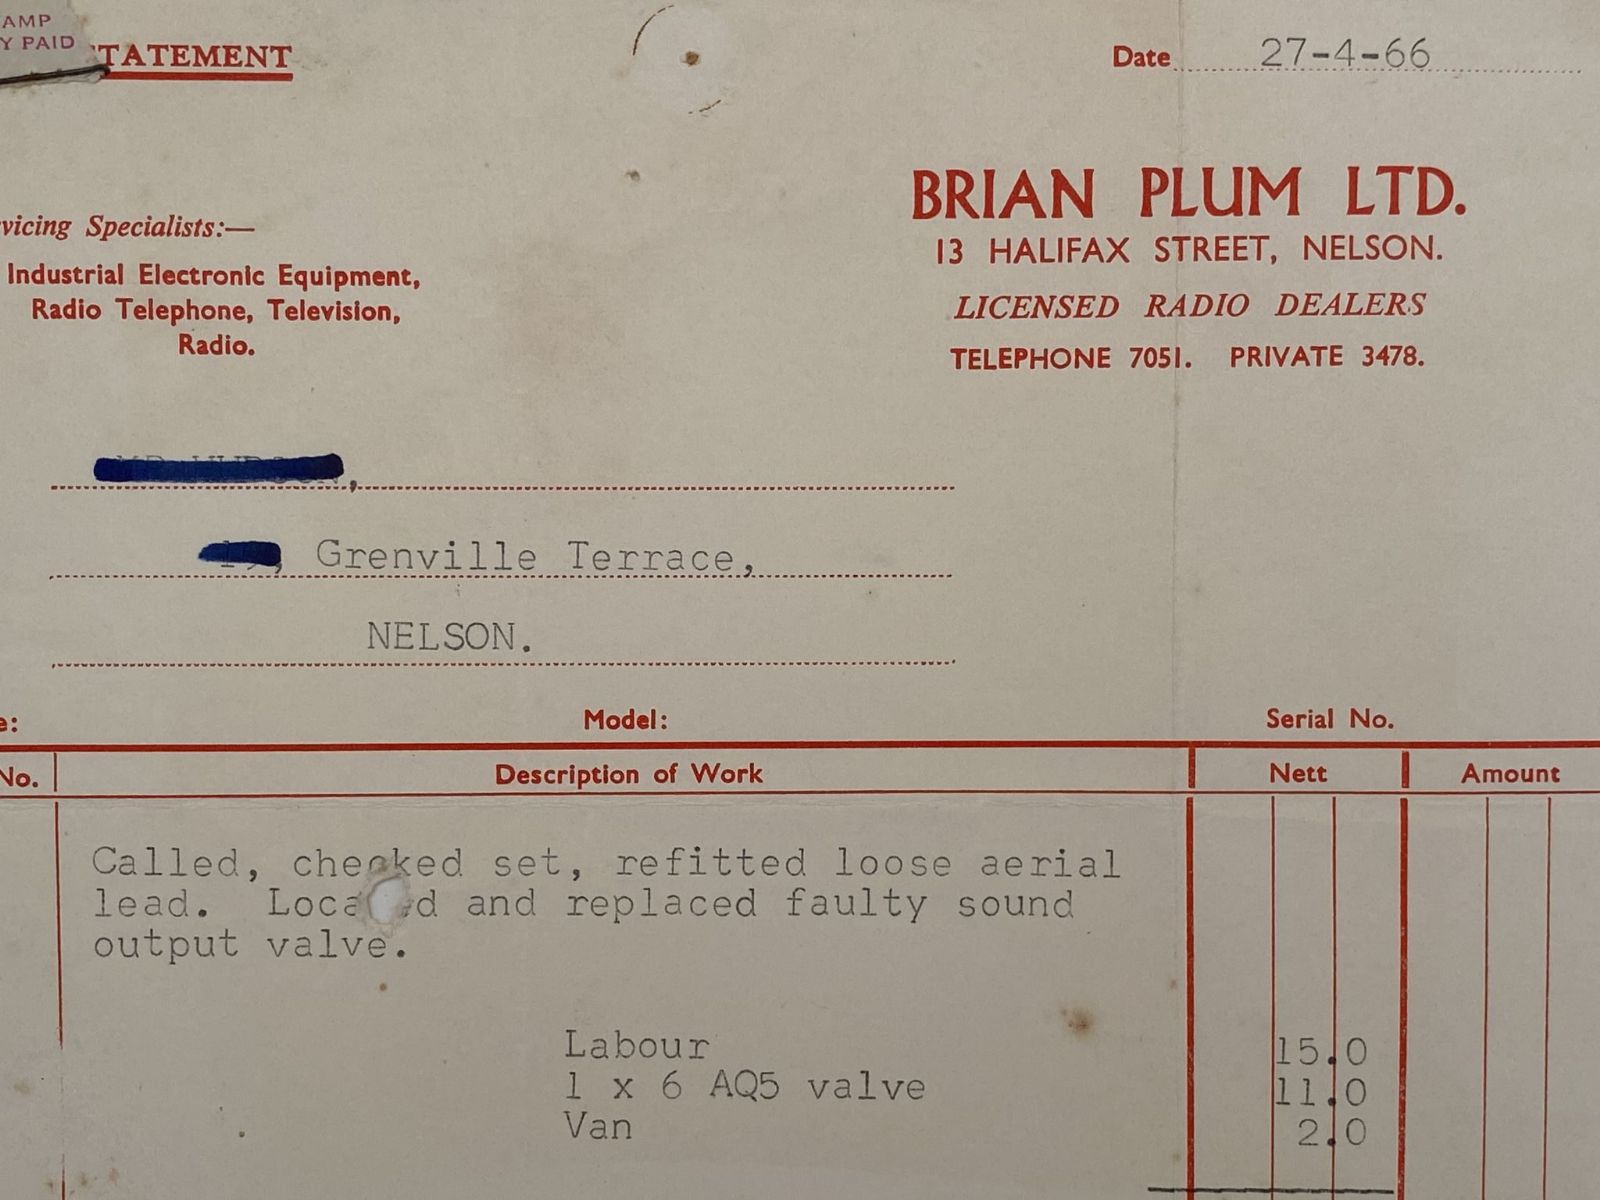 AMP
Y PAID
STATEMENT
Date 27-4-66
BRIAN PLUM LTD.
13 HALIFAX STREET, NELSON.
LICENSED RADIO DEALERS
TELEPHONE 7051. PRIVATE 3478.
vicing Specialists:—
Industrial Electronic Equipment,
Radio Telephone, Television,
Radio.
Grenville Terrace,
NELSON.
e: Model: Serial No.
No. Description of Work Nett Amount
Called, checked set, refitted loose aerial
lead. Located and replaced faulty sound
output valve.
Labour 15.0
1 x 6 AQ5 valve 11.0
Van 2.0